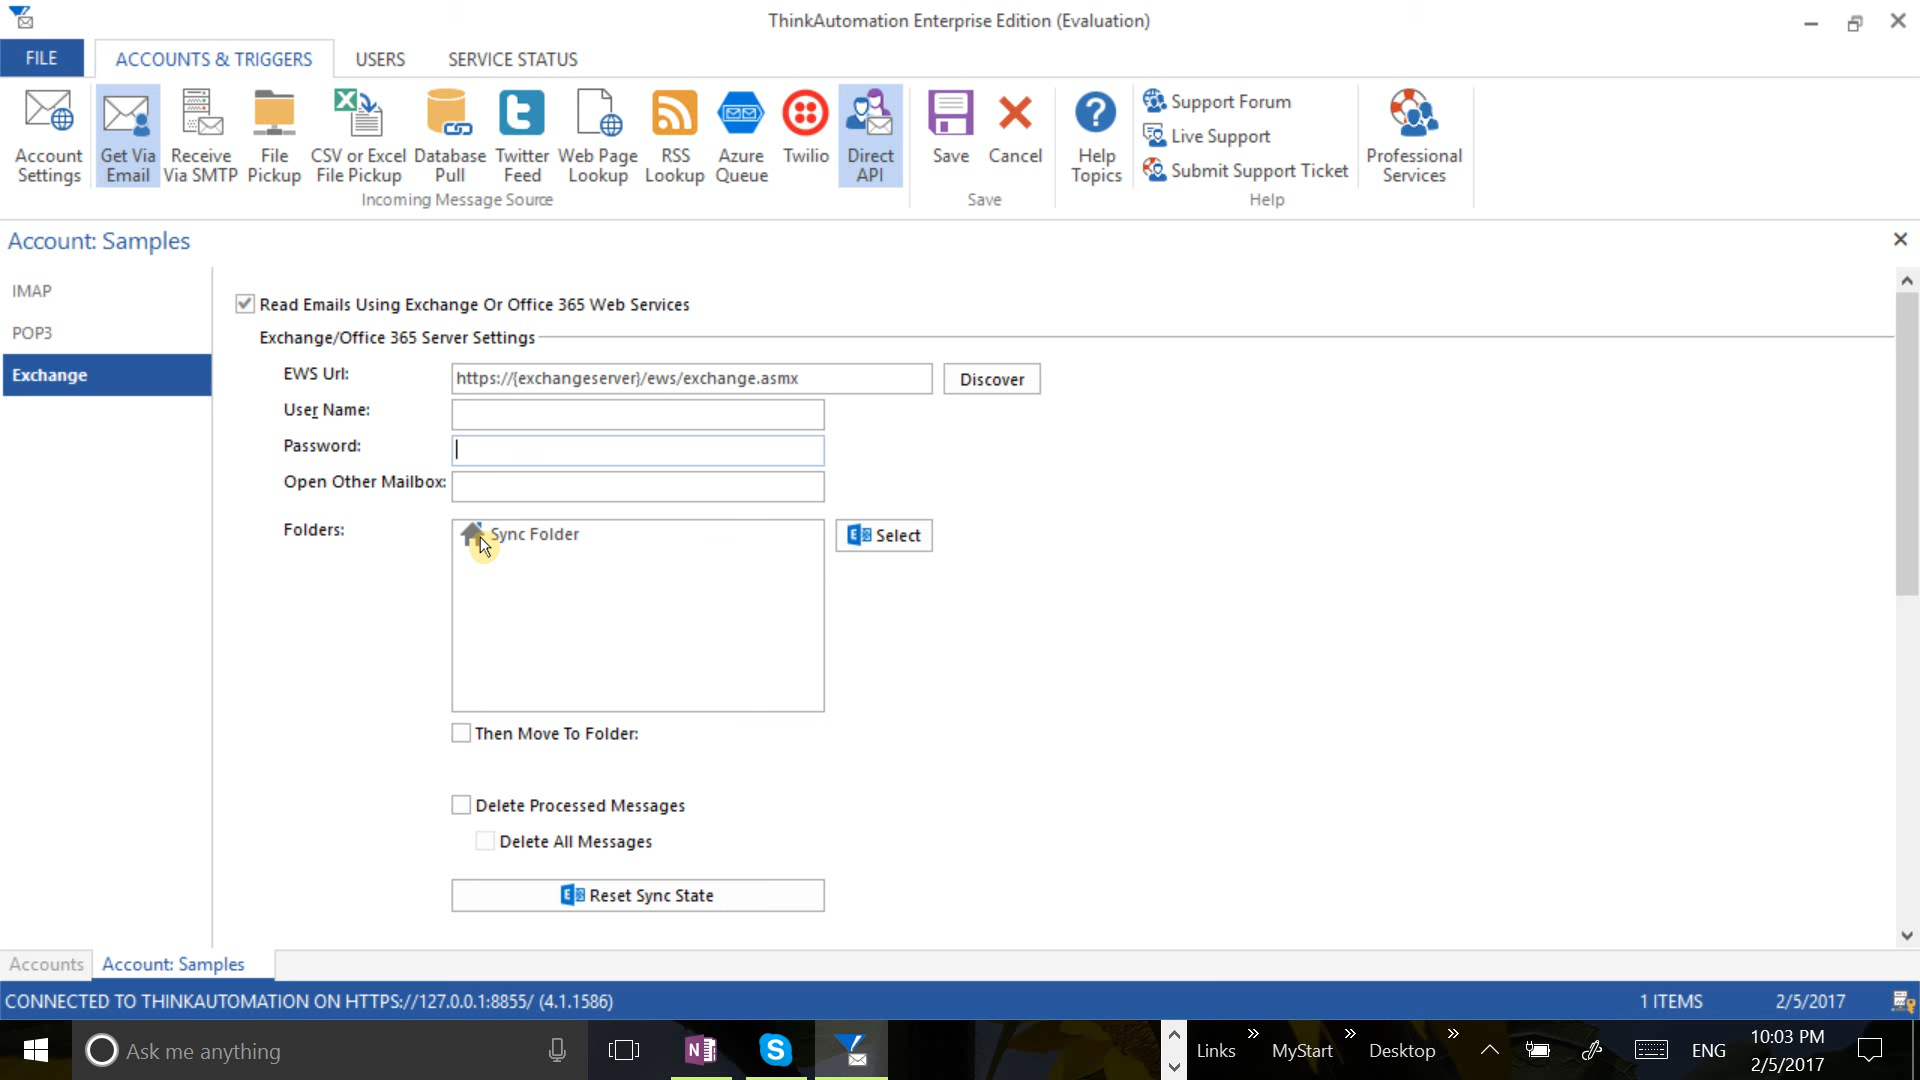 ThinkAutomation Enterprise Edition (Evaluation)
FILE
ACCOUNTS & TRIGGERS
USERS
SERVICE STATUS
Account Settings
Get Via Email
Receive Via SMTP
File Pickup
CSV or Excel File Pickup
Database Pull
Twitter Feed
Web Page Lookup
RSS Lookup
Azure Queue
Twilio
Direct API
Save
Cancel
Help Topics
Support Forum
Live Support
Submit Support Ticket
Professional Services
Incoming Message Source
Save
Help
Account: Samples
IMAP
POP3
Exchange
Read Emails Using Exchange Or Office 365 Web Services
Exchange/Office 365 Server Settings
EWS Url:
https://{exchangeserver}/ews/exchange.asmx
Discover
User Name:
Password:
Open Other Mailbox:
Folders:
Sync Folder
Select
Then Move To Folder:
Delete Processed Messages
Delete All Messages
Reset Sync State
Accounts
Account: Samples
CONNECTED TO THINKAUTOMATION ON HTTPS://127.0.0.1:8855/ (4.1.1586)
1 ITEMS
2/5/2017
Ask me anything
Links
MyStart
Desktop
ENG
10:03 PM
2/5/2017